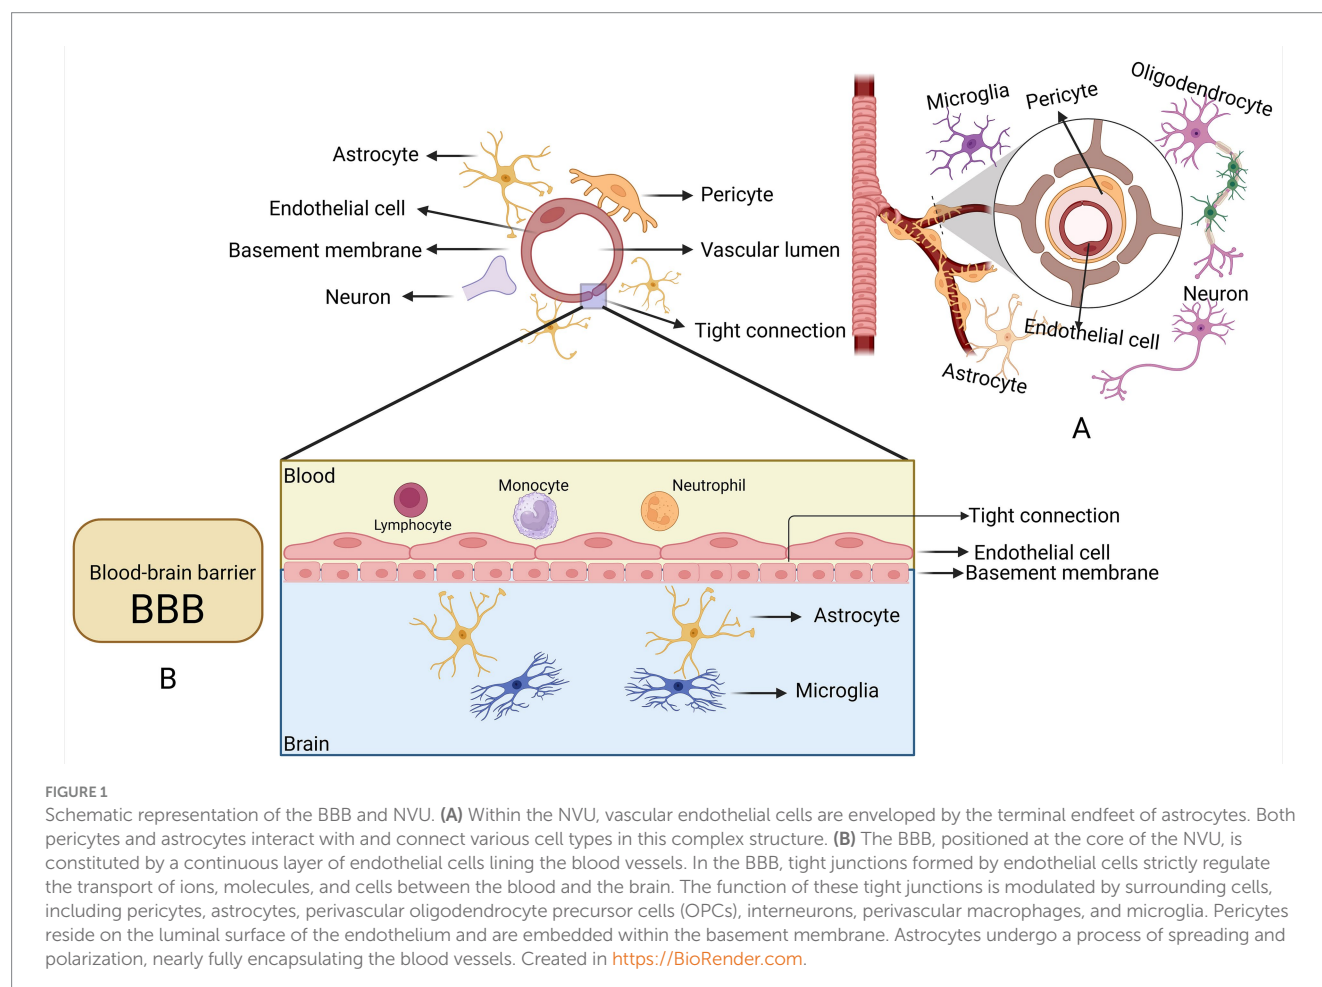 Astrocyte
Endothelial cell
Basement membrane
Neuron
Pericyte
Vascular lumen
Tight connection
Microglia
Pericyte
Oligodendrocyte
Neuron
Endothelial cell
Astrocyte
A
Blood
Lymphocyte
Monocyte
Neutrophil
Tight connection
Endothelial cell
Basement membrane
Astrocyte
Microglia
Brain
Blood-brain barrier
BBB
B
FIGURE 1
Schematic representation of the BBB and NVU. (A) Within the NVU, vascular endothelial cells are enveloped by the terminal endfeet of astrocytes. Both
pericytes and astrocytes interact with and connect various cell types in this complex structure. (B) The BBB, positioned at the core of the NVU, is
constituted by a continuous layer of endothelial cells lining the blood vessels. In the BBB, tight junctions formed by endothelial cells strictly regulate
the transport of ions, molecules, and cells between the blood and the brain. The function of these tight junctions is modulated by surrounding cells,
including pericytes, astrocytes, perivascular oligodendrocyte precursor cells (OPCs), interneurons, perivascular macrophages, and microglia. Pericytes
reside on the luminal surface of the endothelium and are embedded within the basement membrane. Astrocytes undergo a process of spreading and
polarization, nearly fully encapsulating the blood vessels. Created in https://BioRender.com.